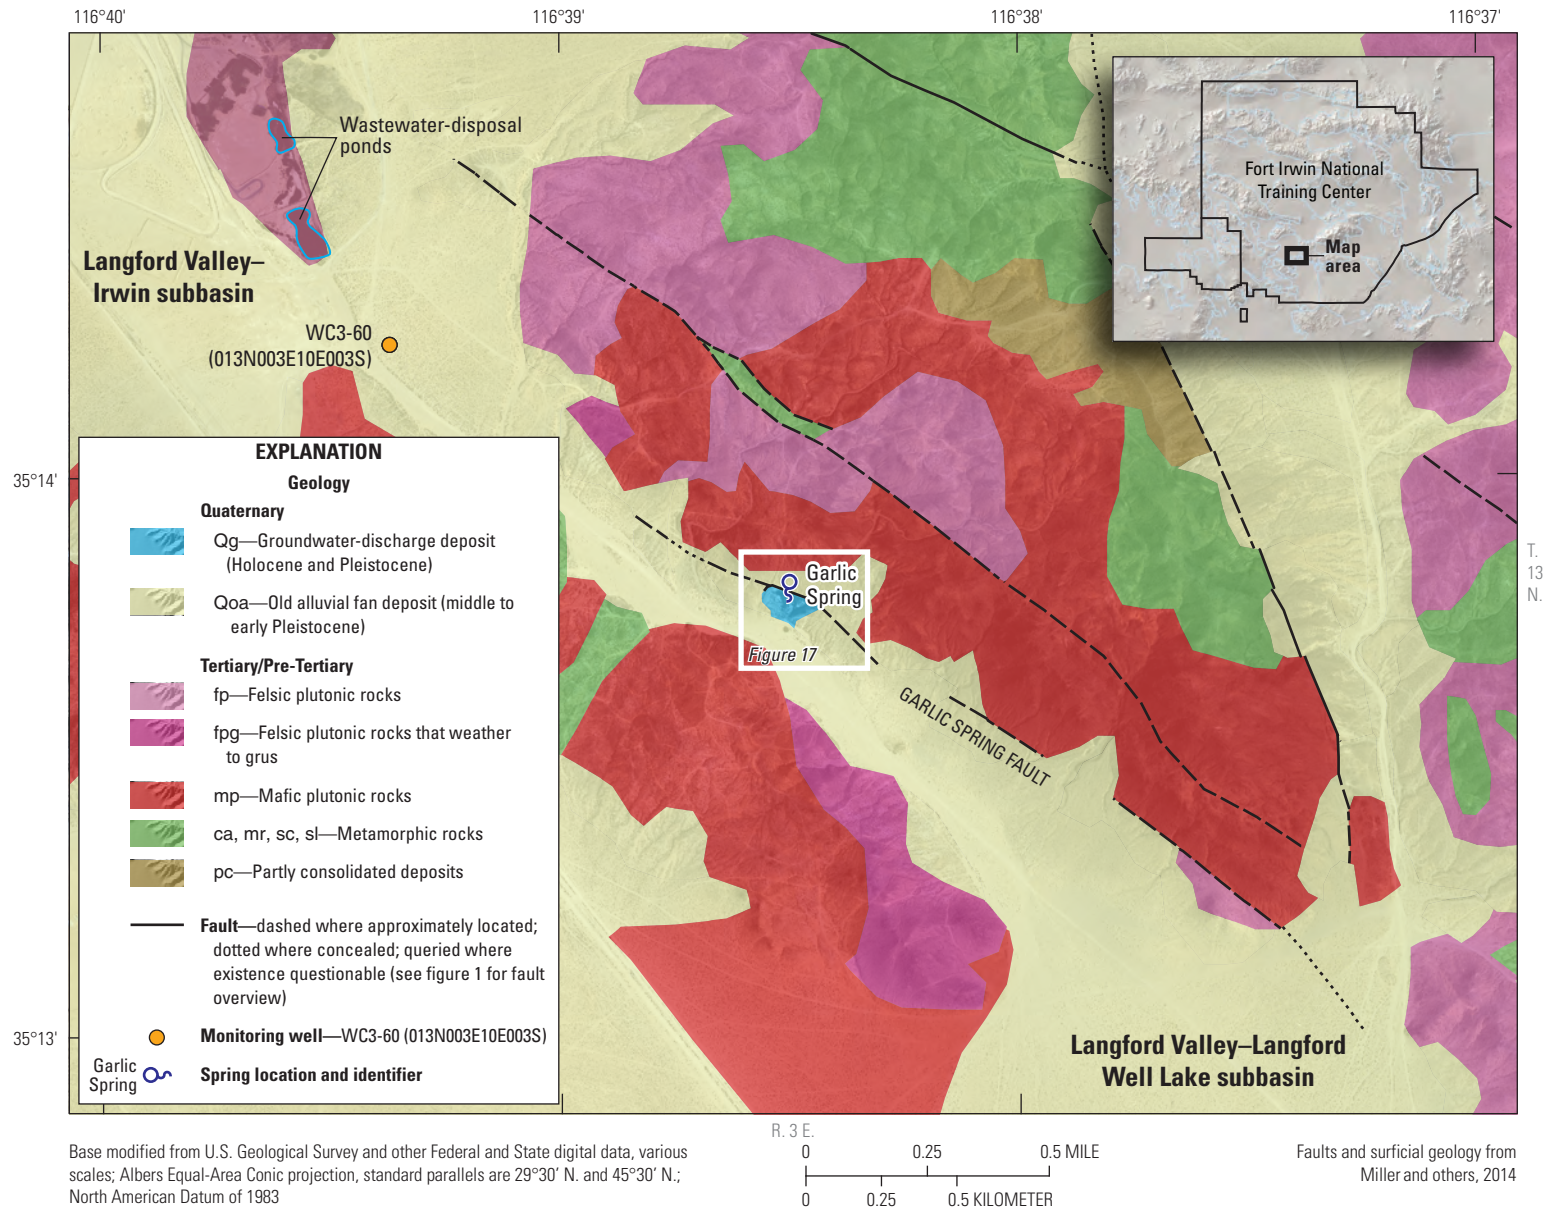 116°40'
116°39'
116°38'
116°37'
Wastewater-disposal
ponds
Fort Irwin National
Training Center
Map
area
Langford Valley–
Irwin subbasin
WC3-60
(013N003E10E003S)
35°14'
35°13'
T.
13
N.
Garlic
Spring
Figure 17
GARLIC SPRING FAULT
EXPLANATION
Geology
Quaternary
Qg—Groundwater-discharge deposit
(Holocene and Pleistocene)
Qoa—Old alluvial fan deposit (middle to
early Pleistocene)
Tertiary/Pre-Tertiary
fp—Felsic plutonic rocks
fpg—Felsic plutonic rocks that weather
to grus
mp—Mafic plutonic rocks
ca, mr, sc, sl—Metamorphic rocks
pc—Partly consolidated deposits
Fault—dashed where approximately located;
dotted where concealed; queried where
existence questionable (see figure 1 for fault
overview)
Monitoring well—WC3-60 (013N003E10E003S)
Garlic
Spring
Spring location and identifier
Langford Valley–Langford
Well Lake subbasin
R. 3 E.
Base modified from U.S. Geological Survey and other Federal and State digital data, various
scales; Albers Equal-Area Conic projection, standard parallels are 29°30' N. and 45°30' N.;
North American Datum of 1983
0 0.25 0.5 MILE
0 0.25 0.5 KILOMETER
Faults and surficial geology from
Miller and others, 2014